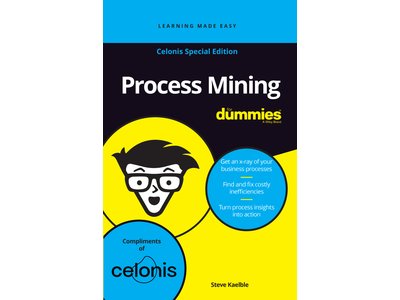 LEARNING MADE EASY
Celonis Special Edition
Process Mining
for
dummies
A Wiley Brand
Get an x-ray of your
business processes
Find and fix costly
inefficiencies
Turn process insights
into action
Compliments
of
celonis
Steve Kaelble